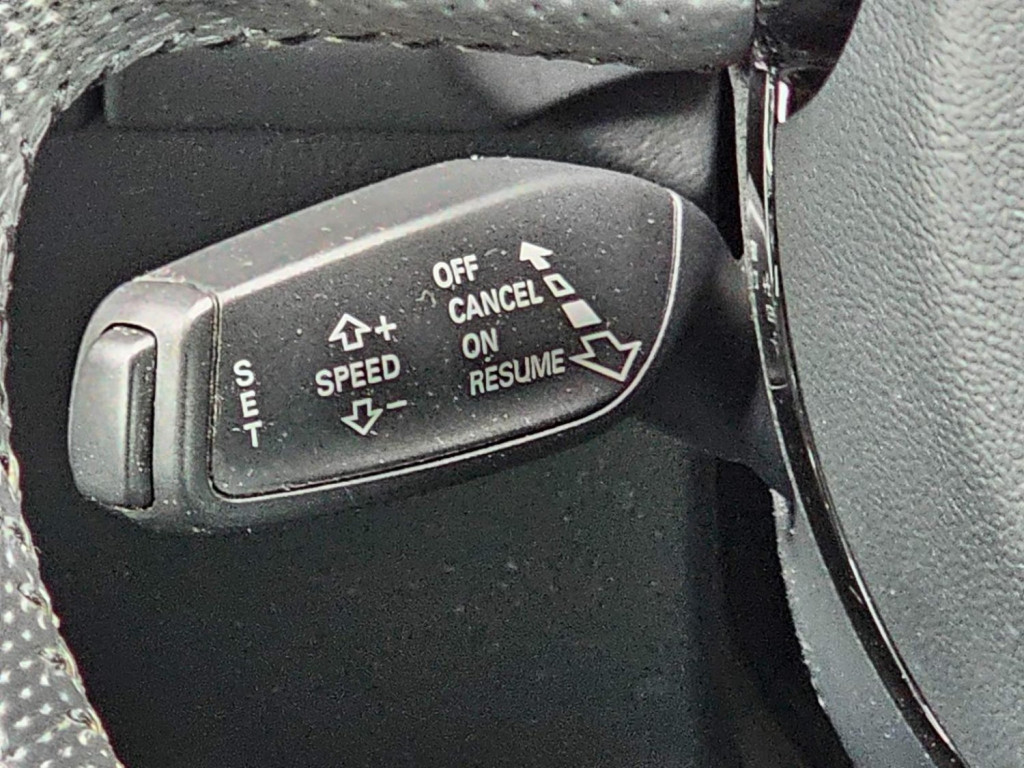 SET
+
SPEED
-
OFF
CANCEL
ON
RESUME